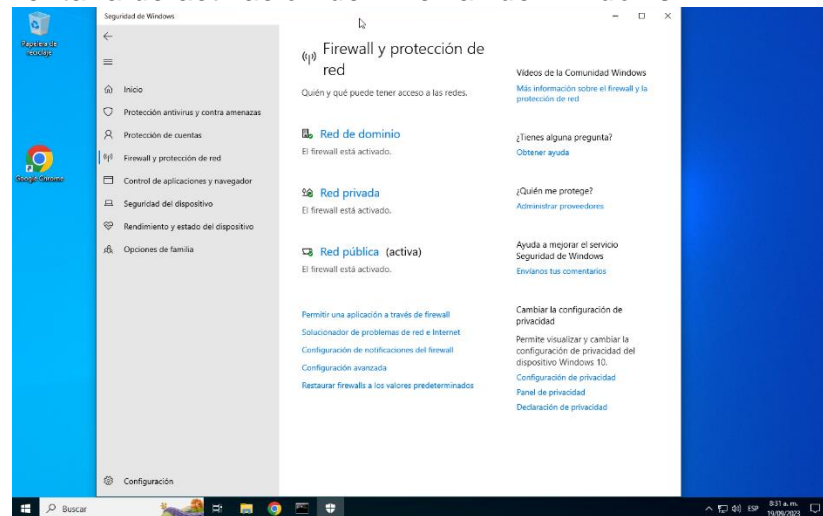 Seguridad de Windows
Papelera de
reciclaje
Google Chrome
Inicio
Protección antivirus y contra amenazas
Protección de cuentas
Firewall y protección de red
Control de aplicaciones y navegador
Seguridad del dispositivo
Rendimiento y estado del dispositivo
Opciones de familia
Configuración
Firewall y protección de
red
Quién y qué puede tener acceso a las redes.
Red de dominio
El firewall está activado.
Red privada
El firewall está activado.
Red pública (activa)
El firewall está activado.
Permitir una aplicación a través de firewall
Solucionador de problemas de red e Internet
Configuración de notificaciones del firewall
Configuración avanzada
Restaurar firewalls a los valores predeterminados
Vídeos de la Comunidad Windows
Más información sobre el firewall y la
protección de red
¿Tienes alguna pregunta?
Obtener ayuda
¿Quién me protege?
Administrar proveedores
Ayuda a mejorar el servicio
Seguridad de Windows
Envíanos tus comentarios
Cambiar la configuración de
privacidad
Permite visualizar y cambiar la
configuración de privacidad del
dispositivo Windows 10.
Configuración de privacidad
Panel de privacidad
Declaración de privacidad
Buscar
ESP
8:31 a. m.
19/09/2023